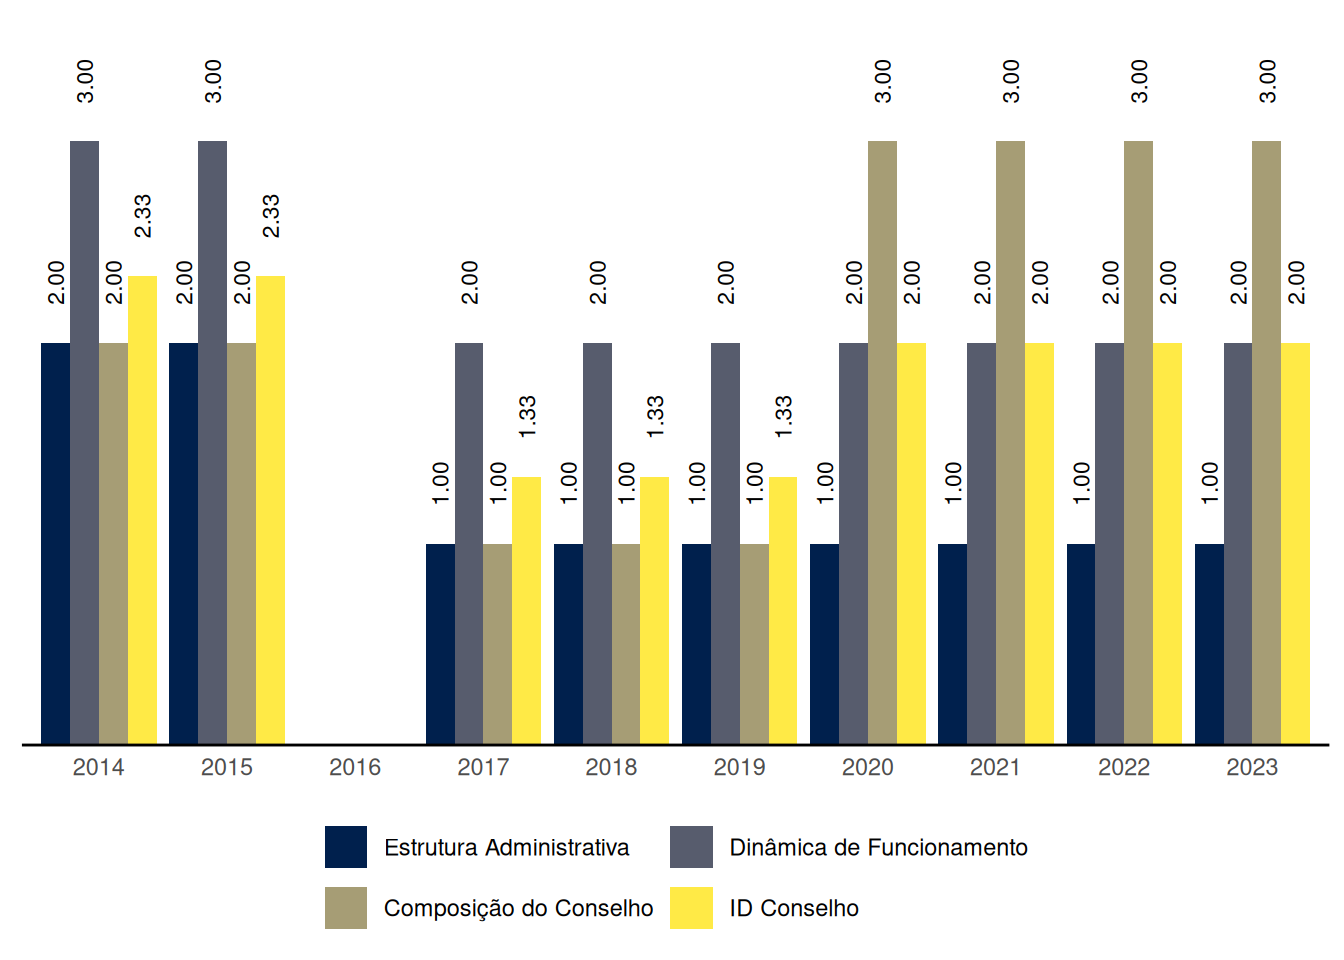 3.00 3.00 3.00 3.00 3.00 3.00
2.33 2.33
2.00 2.00 2.00 2.00 2.00 2.00 2.00 2.00 2.00 2.00 2.00 2.00 2.00 2.00 2.00
1.33 1.33 1.33
1.00 1.00 1.00 1.00 1.00 1.00 1.00 1.00 1.00 1.00
2014 2015 2016 2017 2018 2019 2020 2021 2022 2023
Estrutura Administrativa Dinâmica de Funcionamento
Composição do Conselho ID Conselho